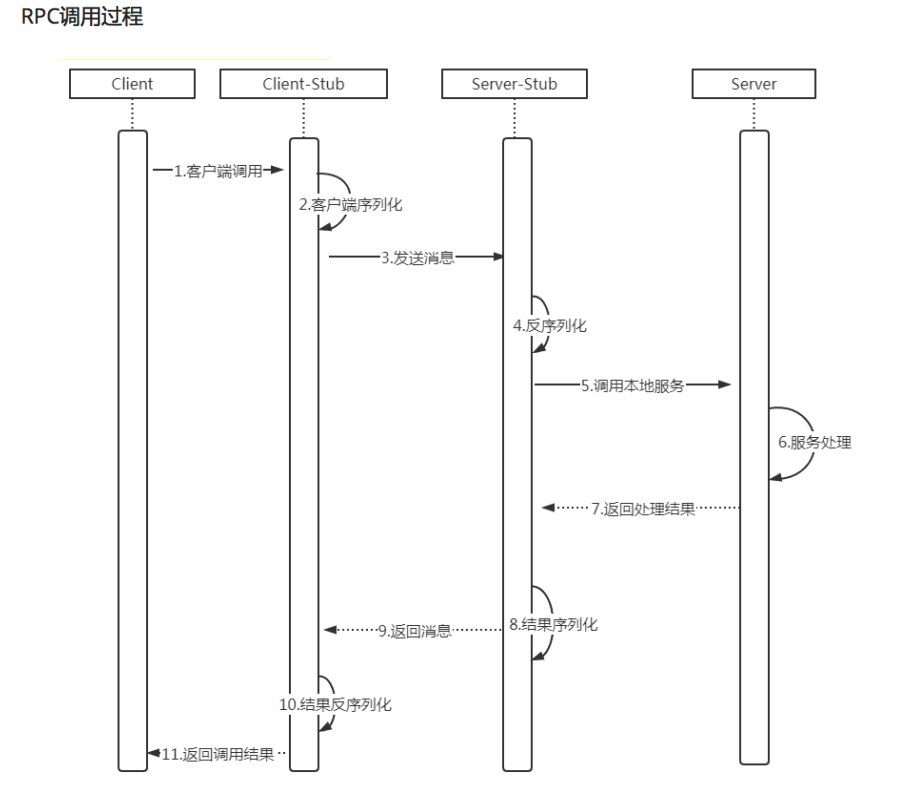 RPC调用过程
Client
Client-Stub
Server-Stub
Server
1.客户端调用
2.客户端序列化
3.发送消息
4.反序列化
5.调用本地服务
6.服务处理
7.返回处理结果
8.结果序列化
9.返回消息
10.结果反序列化
11.返回调用结果